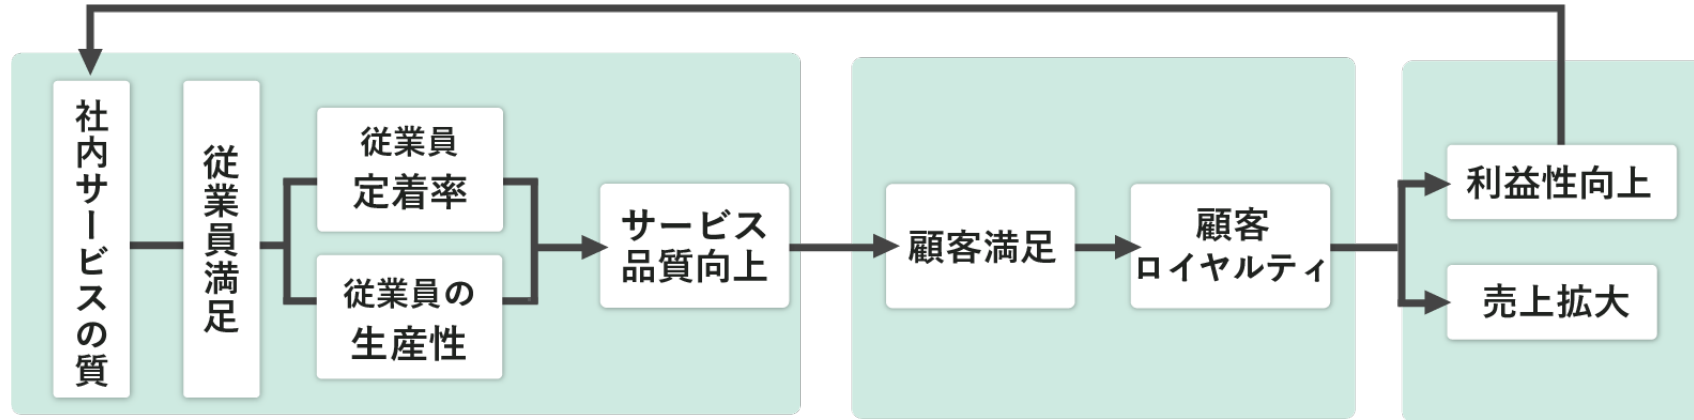 社内サービスの質
従業員満足
従業員
定着率
従業員の
生産性
サービス
品質向上
顧客満足
顧客
ロイヤルティ
利益性向上
売上拡大